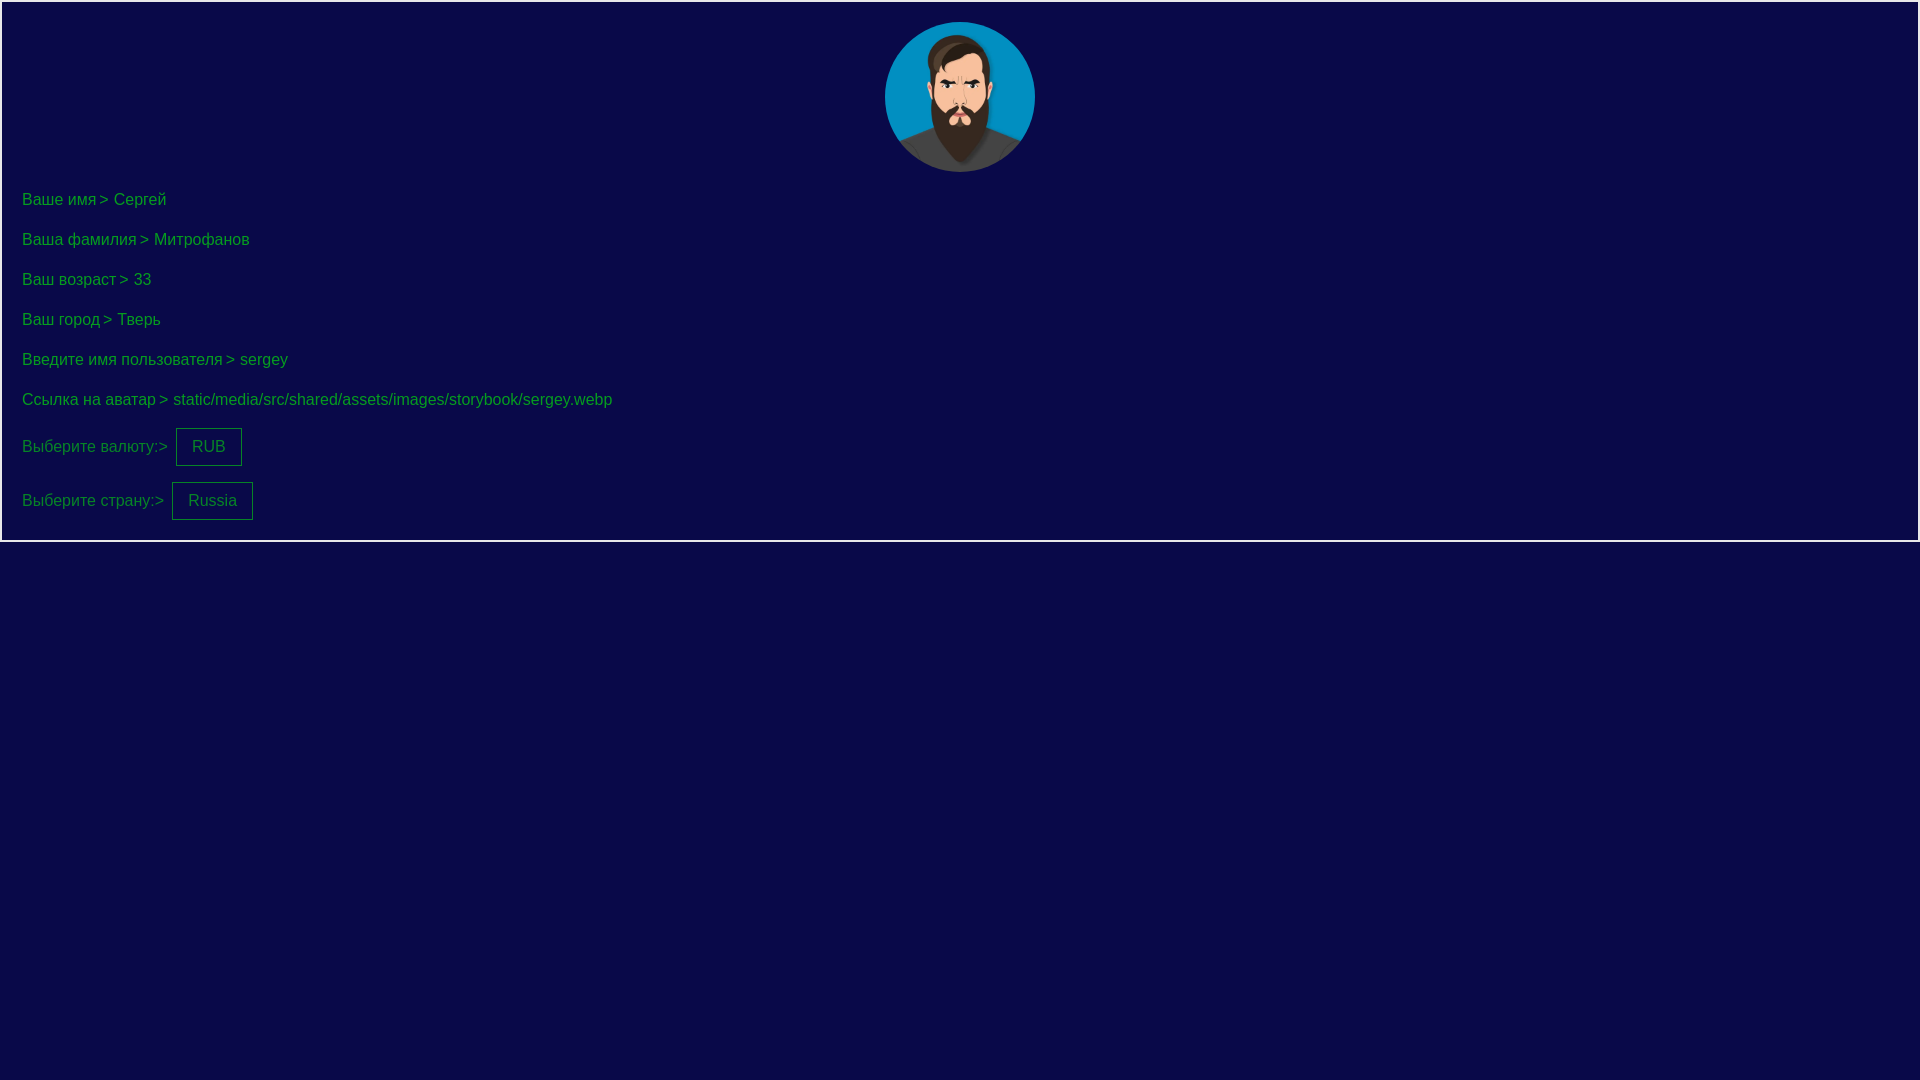 Ваше имя> Сергей
Ваша фамилия> Митрофанов
Ваш возраст> 33
Ваш город> Тверь
Введите имя пользователя> sergey
Ссылка на аватар> static/media/src/shared/assets/images/storybook/sergey.webp
Выберите валюту:> RUB
Выберите страну:> Russia